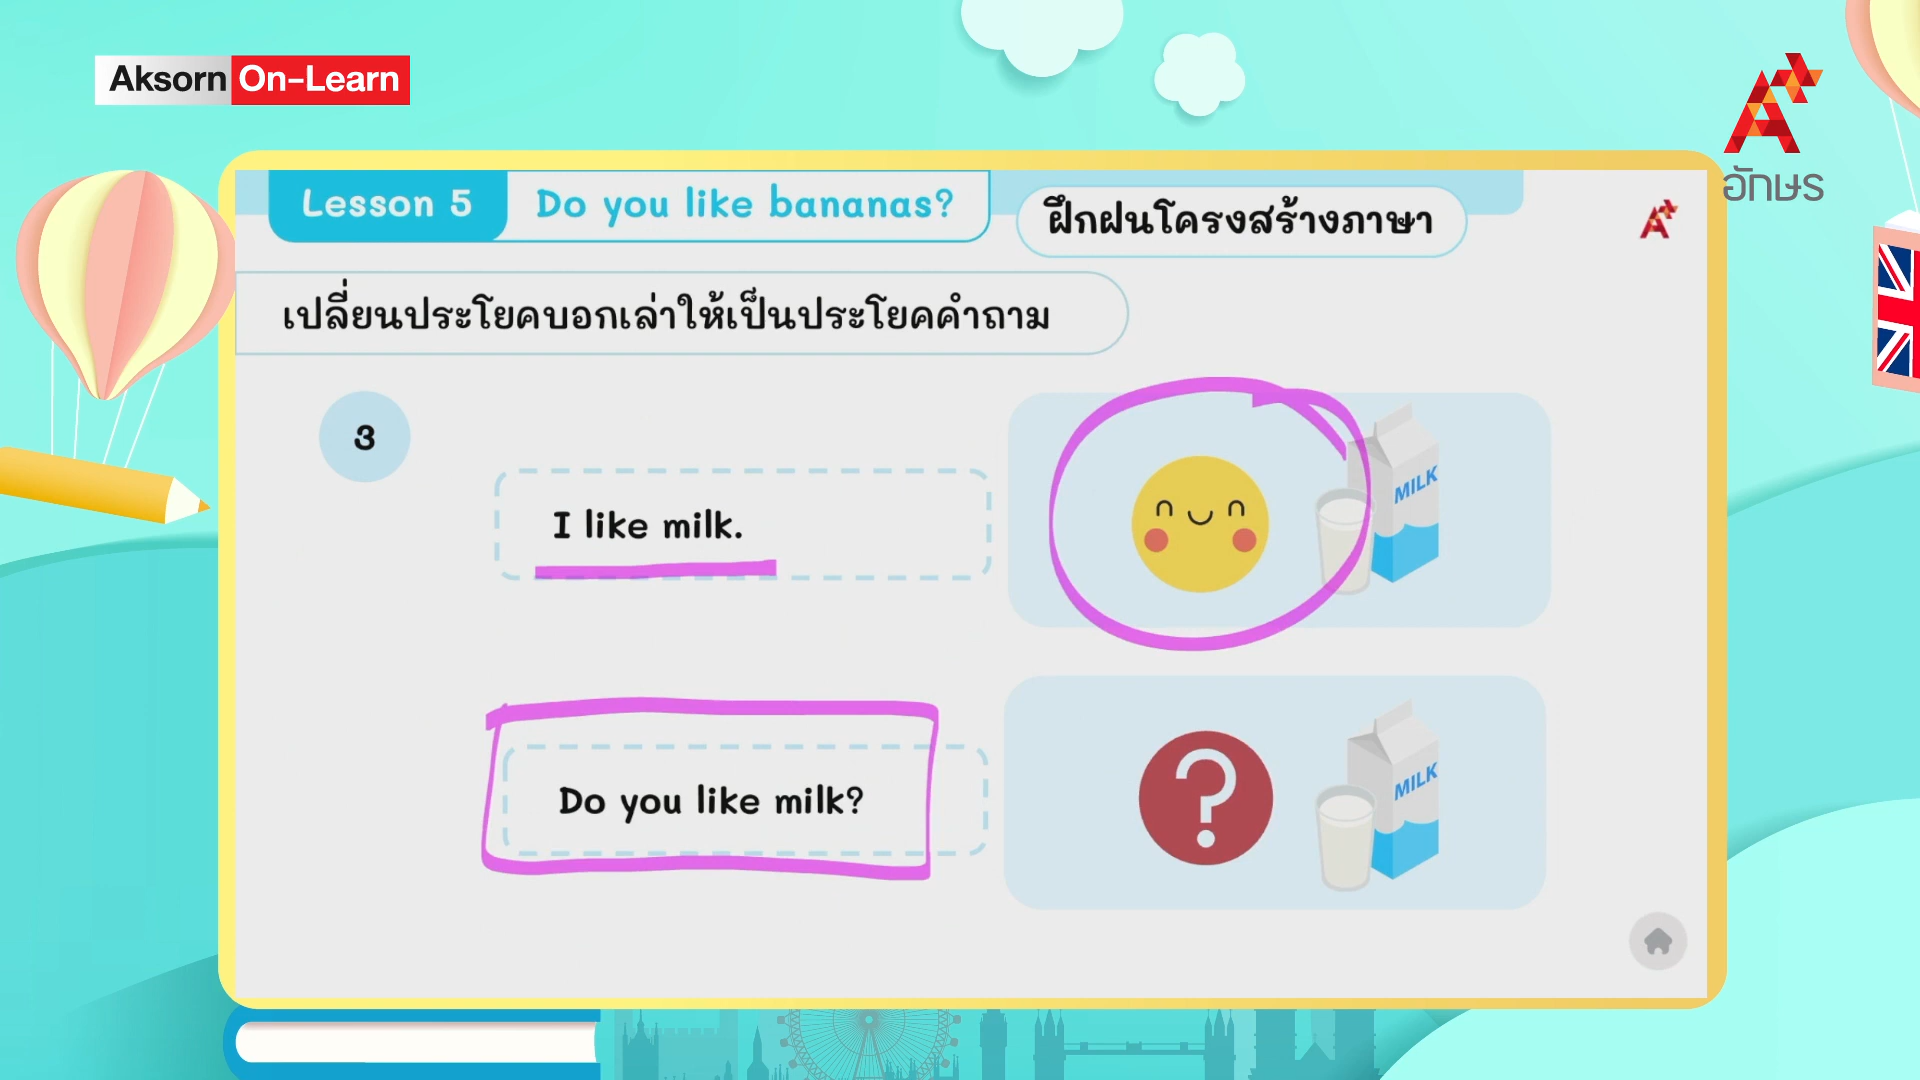 Aksorn On-Learn
อักษร
Lesson 5 Do you like bananas? ฝึกฝนโครงสร้างภาษา
เปลี่ยนประโยคบอกเล่าให้เป็นประโยคคำถาม
3
I like milk.
MILK
Do you like milk?
?
MILK